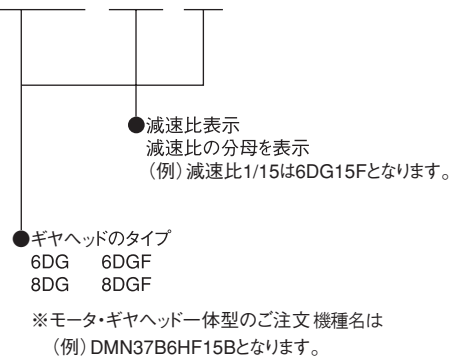 ●減速比表示
減速比の分母を表示
（例）減速比1/15は6DG15Fとなります。
●ギヤヘッドのタイプ
6DG 6DGF
8DG 8DGF
※モータ・ギヤヘッド一体型のご注文機種名は
（例）DMN37B6HF15Bとなります。